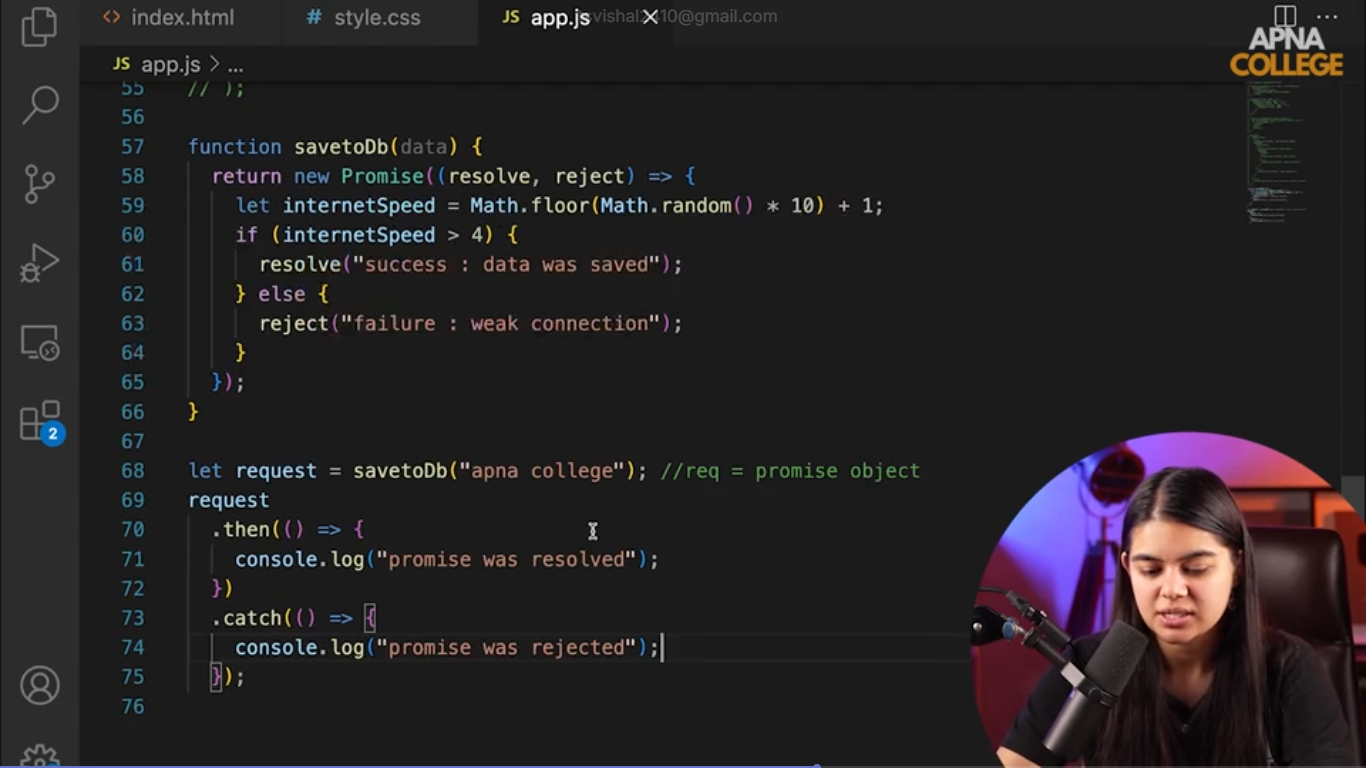 index.html
style.css
JS app.js
@gmail.com
APNA
COLLEGE
JS app.js > ...
55 // );
56
57 function savetoDb(data) {
58 return new Promise((resolve, reject) => {
59 let internetSpeed = Math.floor(Math.random() * 10) + 1;
60 if (internetSpeed > 4) {
61 resolve("success : data was saved");
62 } else {
63 reject("failure : weak connection");
64 }
65 });
66 }
67
68 let request = savetoDb("apna college"); //req = promise object
69 request
70 .then(() => {
71 console.log("promise was resolved");
72 })
73 .catch(() => {
74 console.log("promise was rejected");
75 });
76
2